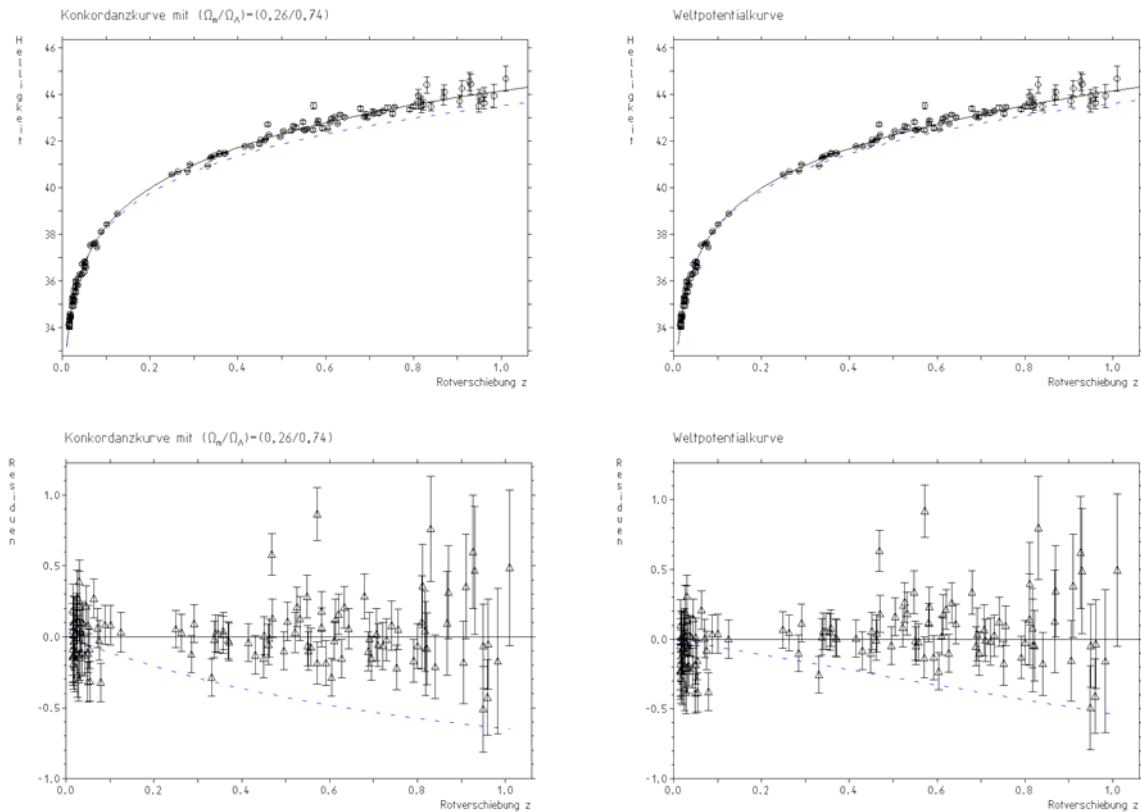 Konkordanzkurve mit (Ωm/ΩΛ)=(0,26/0,74)
Helligkeit
46
44
42
40
38
36
34
0.0 0.2 0.4 0.6 0.8 1.0
Rotverschiebung z
Weltpotentialkurve
Helligkeit
46
44
42
40
38
36
34
0.0 0.2 0.4 0.6 0.8 1.0
Rotverschiebung z
Konkordanzkurve mit (Ωm/ΩΛ)=(0,26/0,74)
Residuen
1.0
0.5
0.0
-0.5
-1.0
0.0 0.2 0.4 0.6 0.8 1.0
Rotverschiebung z
Weltpotentialkurve
Residuen
1.0
0.5
0.0
-0.5
-1.0
0.0 0.2 0.4 0.6 0.8 1.0
Rotverschiebung z